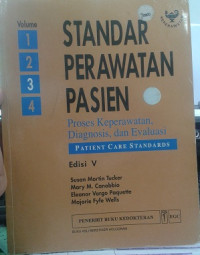 Volume
1
2
3
4
STANDAR
PERAWATAN
PASIEN
Proses Keperawatan,
Diagnosis, dan Evaluasi
PATIENT CARE STANDARDS
Edisi V
Susan Martin Tucker
Mary M. Canobbio
Eleanor Vargo Paquette
Marjorie Fyfe Wells
PENERBIT BUKU KEDOKTERAN
EGC